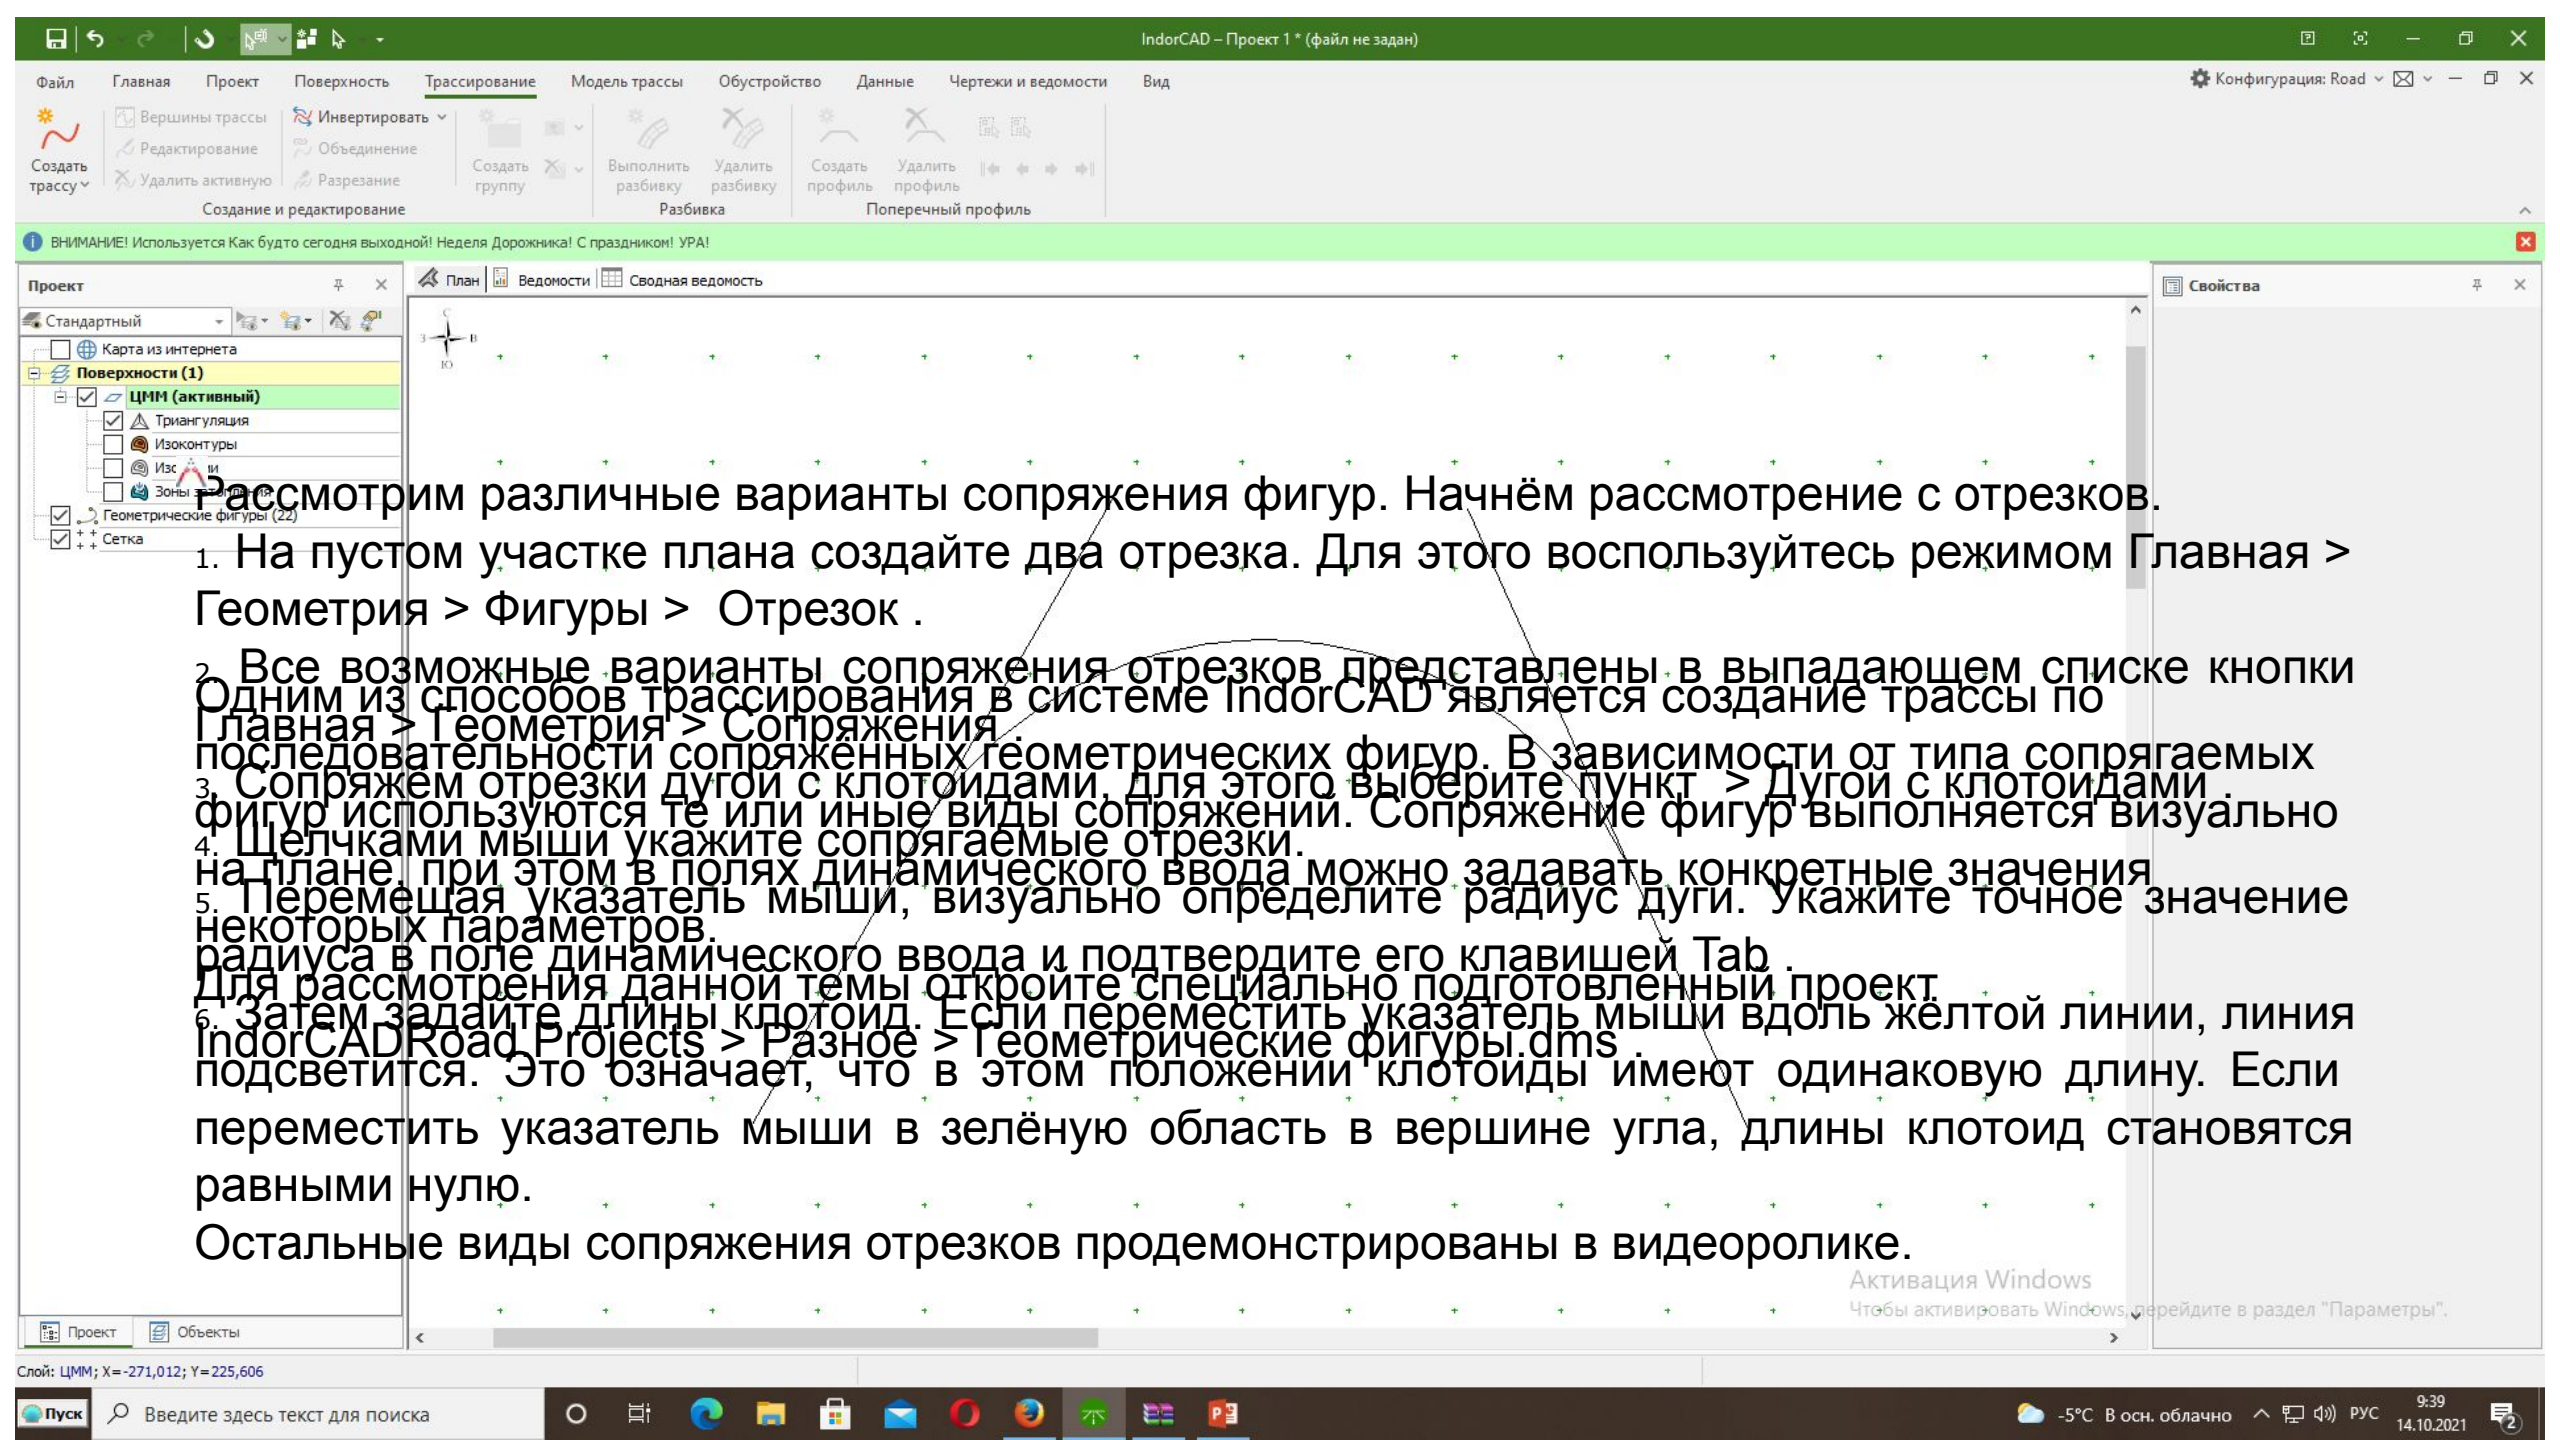 IndorCAD – Проект 1 * (файл не задан)
Файл Главная Проект Поверхность Трассирование Модель трассы Обустройство Данные Чертежи и ведомости Вид
Конфигурация: Road
Создать трассу
Вершины трассы
Редактирование
Удалить активную
Инвертировать
Объединение
Разрезание
Создать группу
Выполнить разбивку
Удалить разбивку
Создать профиль
Удалить профиль
Создание и редактирование
Разбивка
Поперечный профиль
ВНИМАНИЕ! Используется Как будто сегодня выходной! Неделя Дорожника! С праздником! УРА!
Проект
План Ведомости Сводная ведомость
Свойства
Стандартный
Карта из интернета
Поверхности (1)
ЦММ (активный)
Триангуляция
Изоконтуры
Зоны затопления
Геометрические фигуры (22)
Сетка
С
З В
Ю
Рассмотрим различные варианты сопряжения фигур. Начнём рассмотрение с отрезков.
1. На пустом участке плана создайте два отрезка. Для этого воспользуйтесь режимом Главная >
Геометрия > Фигуры > Отрезок .
2. Все возможные варианты сопряжения отрезков представлены в выпадающем списке кнопки
Главная > Геометрия > Сопряжения .
3. Сопряжём отрезки дугой с клотоидами, для этого выберите пункт > Дугой с клотоидами .
4. Щелчками мыши укажите сопрягаемые отрезки.
5. Перемещая указатель мыши, визуально определите радиус дуги. Укажите точное значение
радиуса в поле динамического ввода и подтвердите его клавишей Tab .
6. Затем задайте длины клотоид. Если переместить указатель мыши вдоль жёлтой линии, линия
подсветится. Это означает, что в этом положении клотоиды имеют одинаковую длину. Если
переместить указатель мыши в зелёную область в вершине угла, длины клотоид становятся
равными нулю.
Остальные виды сопряжения отрезков продемонстрированы в видеоролике.
Одним из способов трассирования в системе IndorCAD является создание трассы по
последовательности сопряжённых геометрических фигур. В зависимости от типа сопрягаемых
фигур используются те или иные виды сопряжений. Сопряжение фигур выполняется визуально
на плане, при этом в полях динамического ввода можно задавать конкретные значения
некоторых параметров.
Для рассмотрения данной темы откройте специально подготовленный проект
IndorCADRoad_Projects > Разное > Геометрические фигуры.dms .
Активация Windows
Чтобы активировать Windows, перейдите в раздел "Параметры".
Проект Объекты
Слой: ЦММ; X=-271,012; Y=225,606
Пуск Введите здесь текст для поиска
-5°C В осн. облачно РУС 9:39
14.10.2021
2